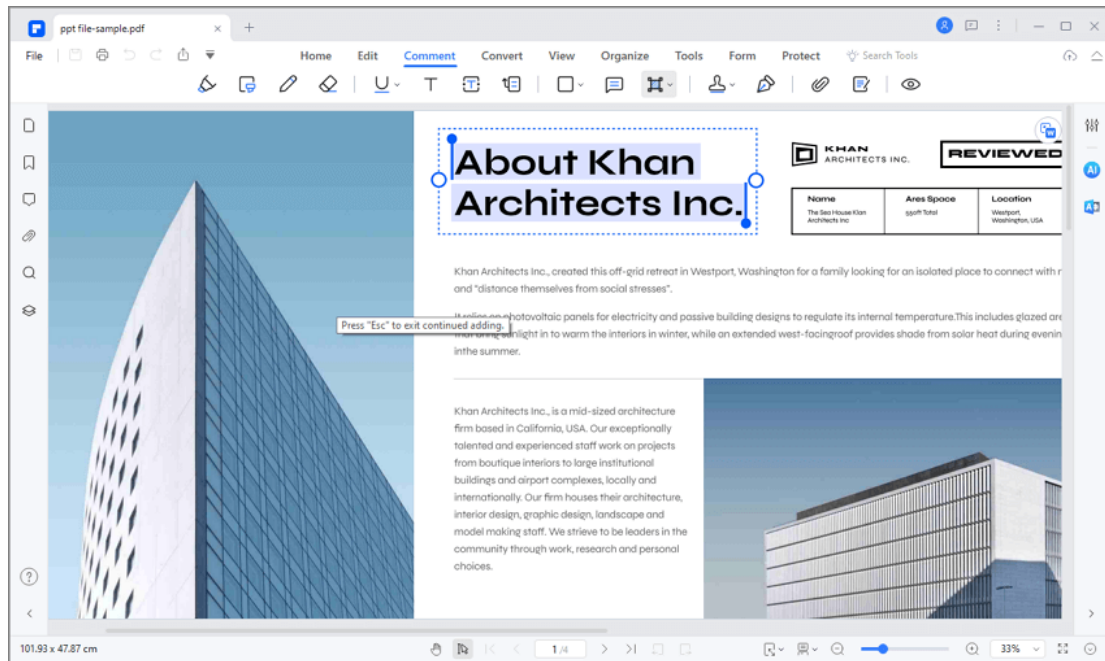 ppt file-sample.pdf
File
Home Edit Comment Convert View Organize Tools Form Protect Search Tools
T
T
W
About Khan
Architects Inc.
KHAN
ARCHITECTS INC.
REVIEWED
Name Ares Space Location
The Sea House Klan
Architects Inc
550ft Total
Westport,
Washington, USA
AI
Khan Architects Inc., created this off-grid retreat in Westport, Washington for a family looking for an isolated place to connect with
and "distance themselves from social stresses".
It relies on photovoltaic panels for electricity and passive building designs to regulate its internal temperature.This includes glazed
Press "Esc" to exit continued adding.
sunlight in to warm the interiors in winter, while an extended west-facingroof provides shade from solar heat during
inthe summer.
Khan Architects Inc., is a mid-sized architecture
firm based in California, USA. Our exceptionally
talented and experienced staff work on projects
from boutique interiors to large institutional
buildings and airport complexes, locally and
internationally. Our firm houses their architecture,
interior design, graphic design, landscape and
model making staff. We strieve to be leaders in the
community through work, research and personal
choices.
101.93 x 47.87 cm
1/4
33%